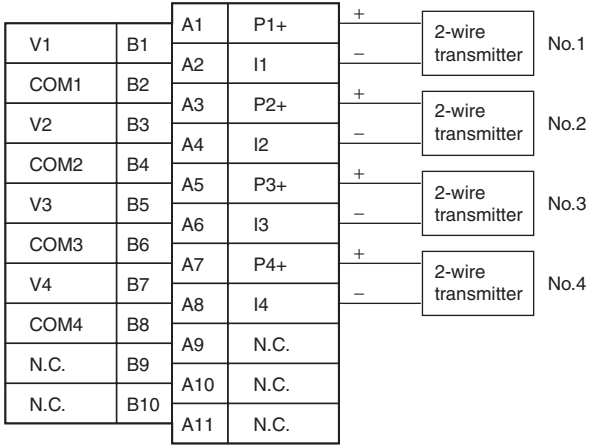 A1 P1+ +
V1 B1 2-wire No.1
A2 I1 − transmitter
COM1 B2
A3 P2+ +
V2 B3 2-wire No.2
A4 I2 − transmitter
COM2 B4
A5 P3+ +
V3 B5 2-wire No.3
A6 I3 − transmitter
COM3 B6
A7 P4+ +
V4 B7 2-wire No.4
A8 I4 − transmitter
COM4 B8
A9 N.C.
N.C. B9
A10 N.C.
N.C. B10
A11 N.C.